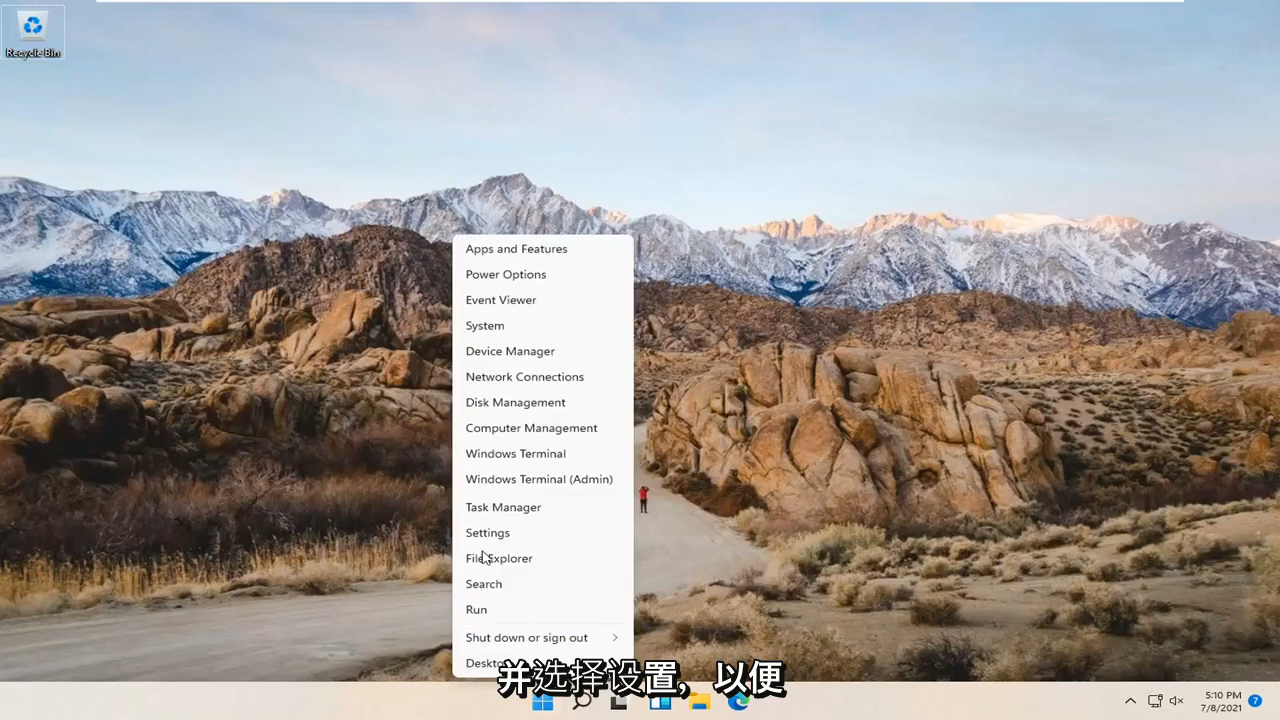 Recycle Bin
Apps and Features
Power Options
Event Viewer
System
Device Manager
Network Connections
Disk Management
Computer Management
Windows Terminal
Windows Terminal (Admin)
Task Manager
Settings
File Explorer
Search
Run
Shut down or sign out
并选择设置，以便
5:10 PM
7/8/2021
7